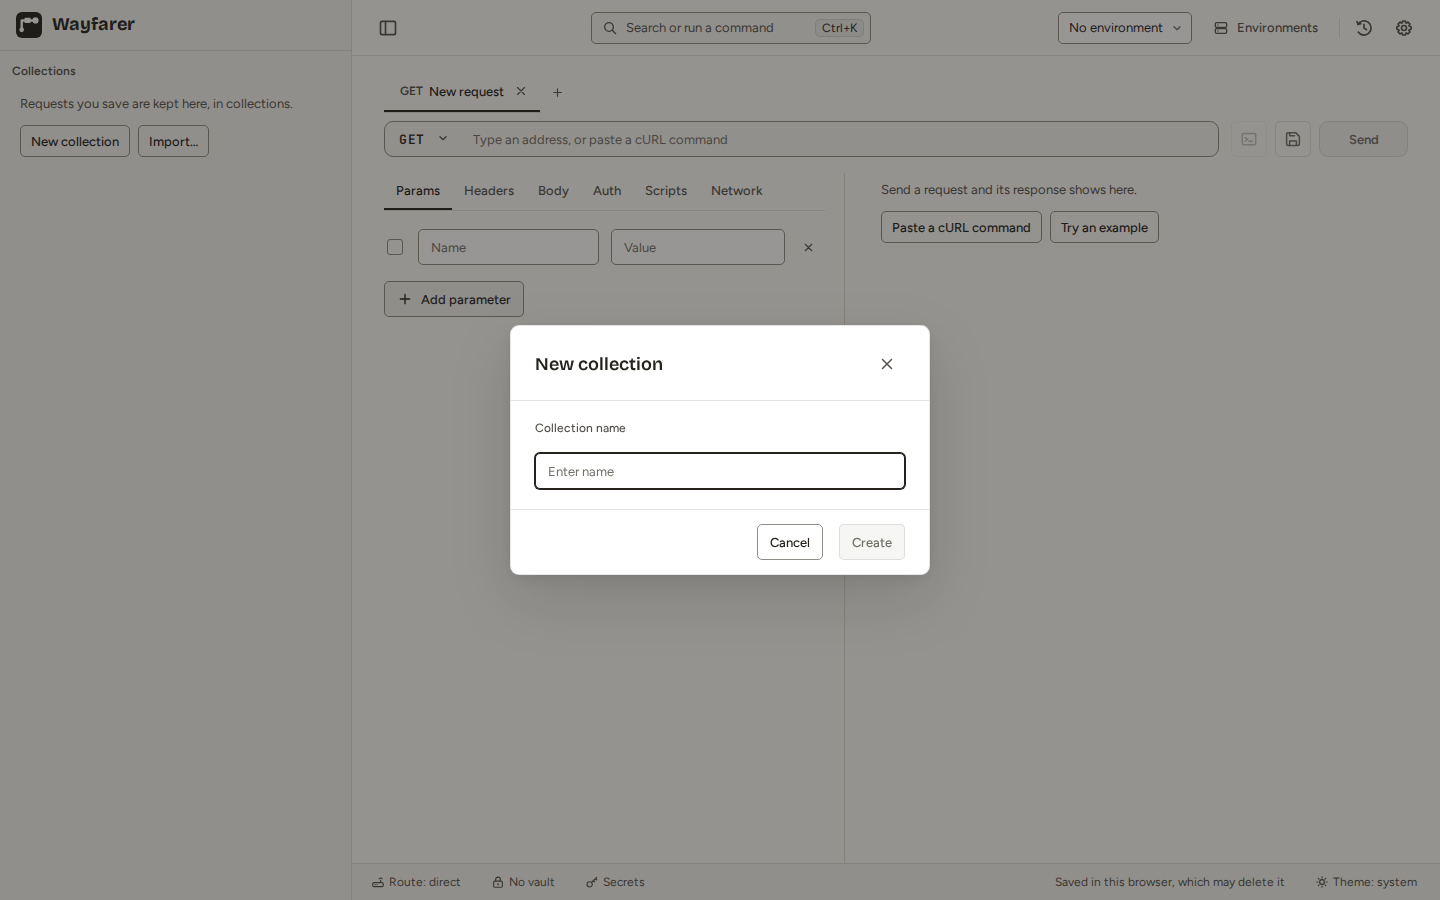 Wayfarer
Search or run a command
Ctrl+K
No environment
Environments
Collections
Requests you save are kept here, in collections.
New collection
Import...
GET New request
GET
Type an address, or paste a cURL command
Send
Params
Headers
Body
Auth
Scripts
Network
Name
Value
Add parameter
Send a request and its response shows here.
Paste a cURL command
Try an example
New collection
Collection name
Enter name
Cancel
Create
Route: direct
No vault
Secrets
Saved in this browser, which may delete it
Theme: system